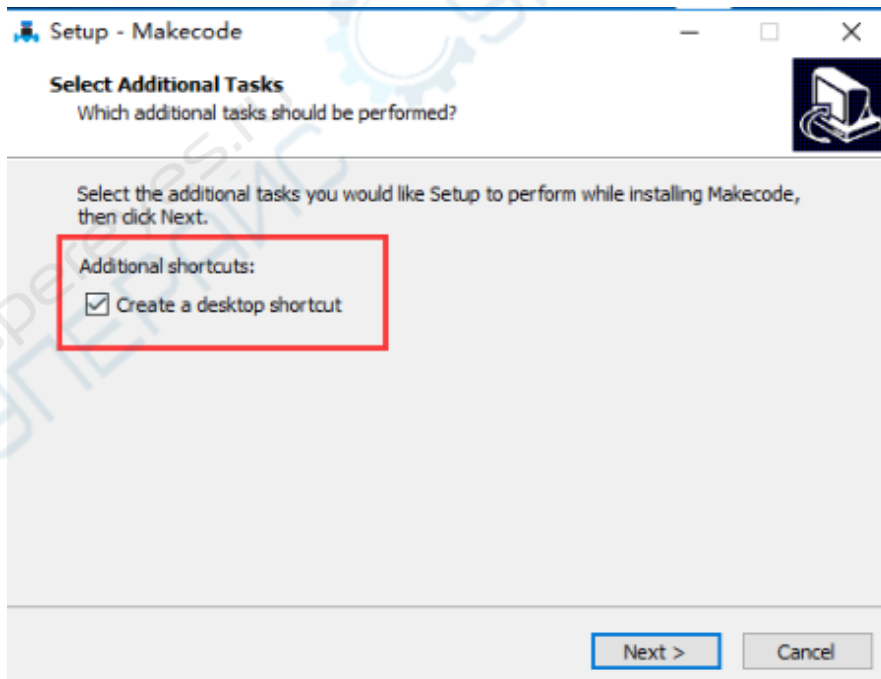 Setup - Makecode
Select Additional Tasks
Which additional tasks should be performed?
Select the additional tasks you would like Setup to perform while installing Makecode,
then click Next.
Additional shortcuts:
Create a desktop shortcut
Next >
Cancel